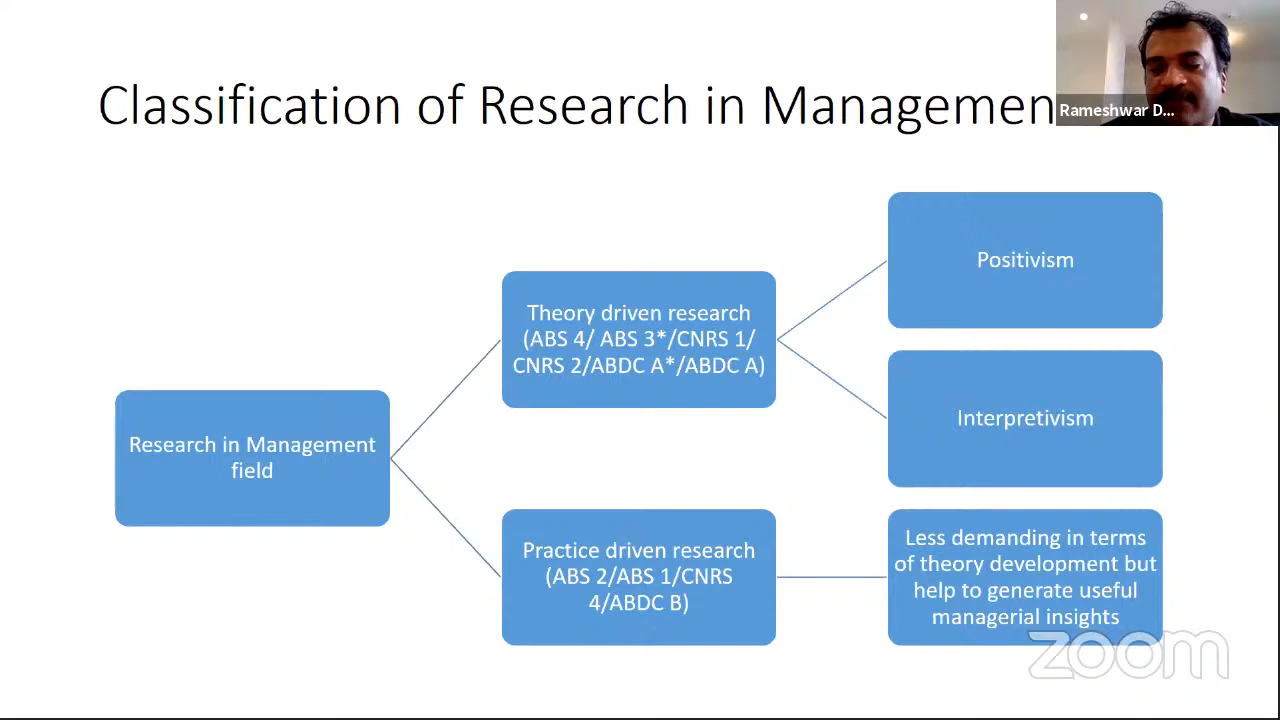 Classification of Research in Managemen
Rameshwar D...
Research in Management
field
Theory driven research
(ABS 4/ ABS 3*/CNRS 1/
CNRS 2/ABDC A*/ABDC A)
Positivism
Interpretivism
Practice driven research
(ABS 2/ABS 1/CNRS
4/ABDC B)
Less demanding in terms
of theory development but
help to generate useful
managerial insights
zoom